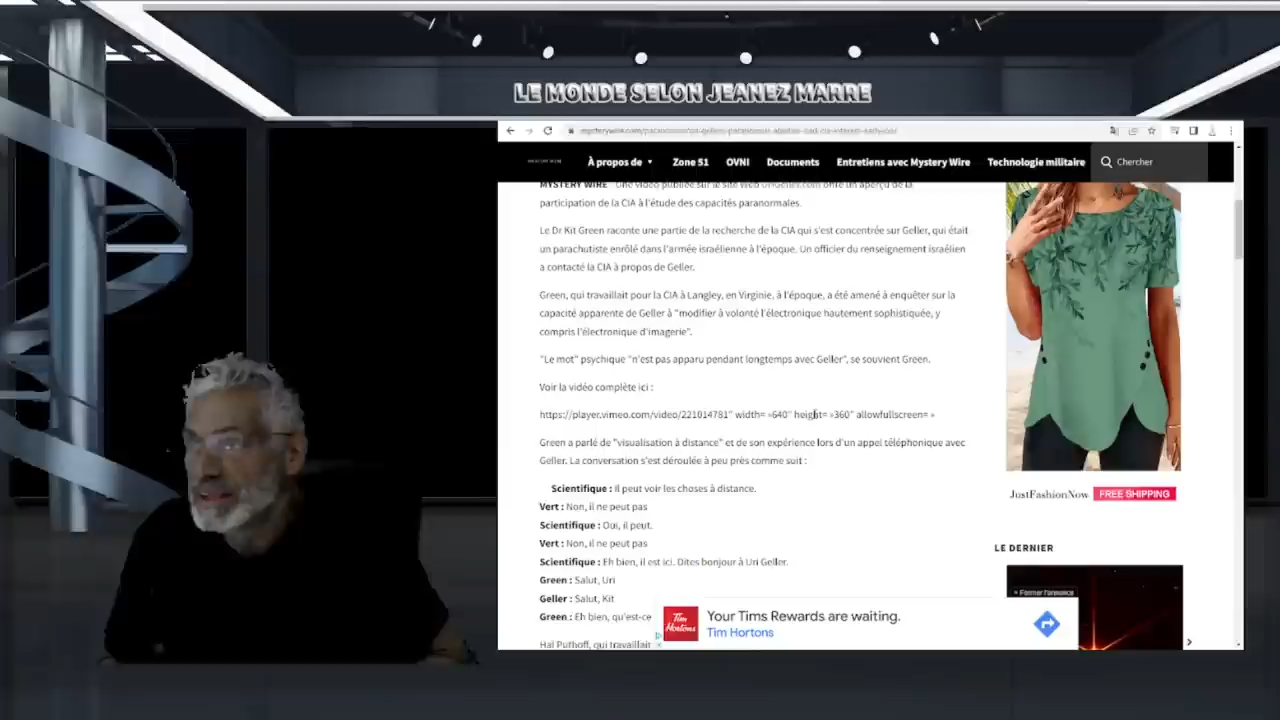 LE MONDE SELON JEANEZ MARRE
MYSTERY WIRE
À propos de
Zone 51
OVNI
Documents
Entretiens avec Mystery Wire
Technologie militaire
Chercher
MYSTERY WIRE Une vidéo publiée sur le site Web UriGeller.com offre un aperçu de la
participation de la CIA à l'étude des capacités paranormales.
Le Dr Kit Green raconte une partie de la recherche de la CIA qui s'est concentrée sur Geller, qui était
un parachutiste enrôlé dans l'armée israélienne à l'époque. Un officier du renseignement israélien
a contacté la CIA à propos de Geller.
Green, qui travaillait pour la CIA à Langley, en Virginie, à l'époque, a été amené à enquêter sur la
capacité apparente de Geller à "modifier à volonté l'électronique hautement sophistiquée, y
compris l'électronique d'imagerie".
"Le mot" psychique "n'est pas apparu pendant longtemps avec Geller", se souvient Green.
Voir la vidéo complète ici :
https://player.vimeo.com/video/221014781" width= »640″ height= »360″ allowfullscreen= »
Green a parlé de "visualisation à distance" et de son expérience lors d'un appel téléphonique avec
Geller. La conversation s'est déroulée à peu près comme suit :
Scientifique : Il peut voir les choses à distance.
Vert : Non, il ne peut pas
Scientifique : Oui, il peut.
Vert : Non, il ne peut pas
Scientifique : Eh bien, il est ici. Dites bonjour à Uri Geller.
Green : Salut, Uri
Geller : Salut, Kit
Green : Eh bien, qu'est-ce
Hal Puthoff, qui travaillait
JustFashionNow
FREE SHIPPING
LE DERNIER
× Fermer l'annonce
Tim Hortons
Your Tims Rewards are waiting.
Tim Hortons